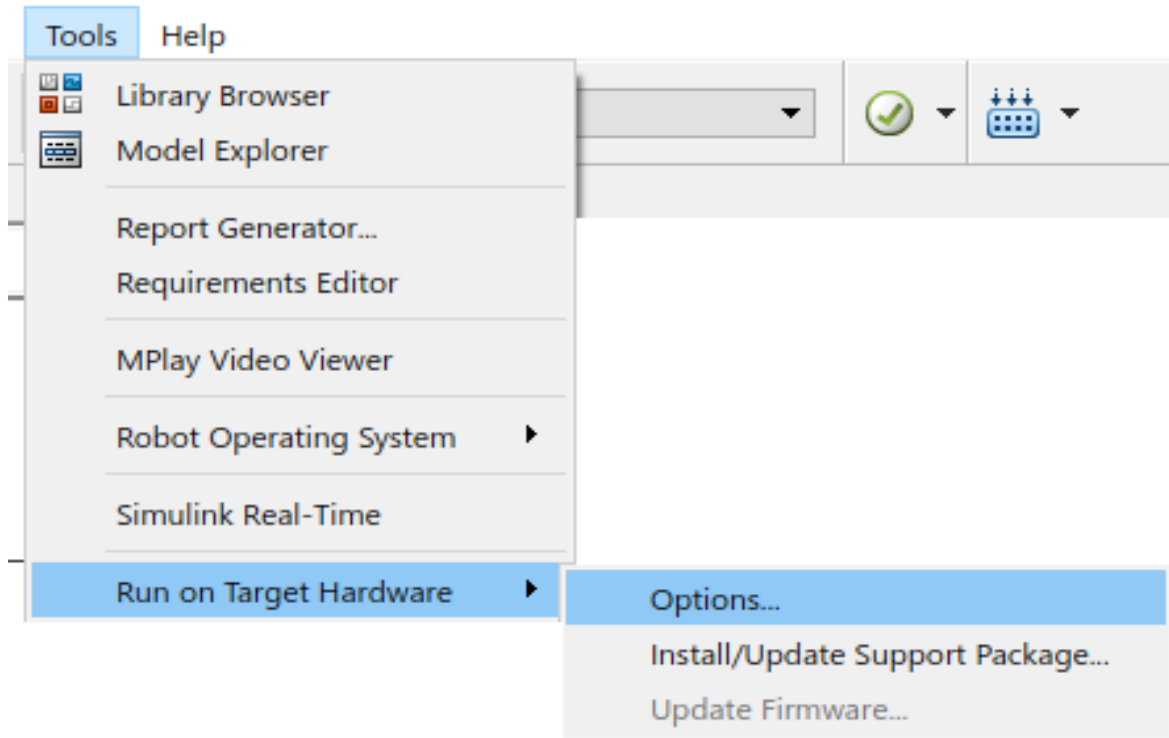 Tools Help
Library Browser
Model Explorer
Report Generator...
Requirements Editor
MPlay Video Viewer
Robot Operating System
Simulink Real-Time
Run on Target Hardware
Options...
Install/Update Support Package...
Update Firmware...